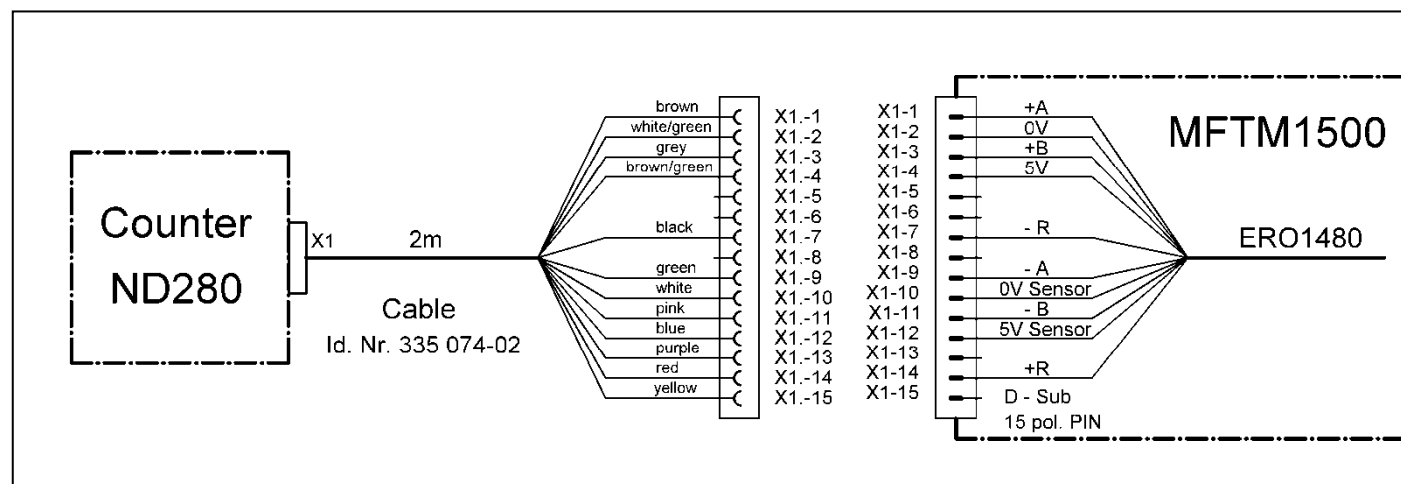 Counter
ND280
X1
2m
Cable
Id. Nr. 335 074-02
brown
white/green
grey
brown/green
black
green
white
pink
blue
purple
red
yellow
X1.-1
X1.-2
X1.-3
X1.-4
X1.-5
X1.-6
X1.-7
X1.-8
X1.-9
X1.-10
X1.-11
X1.-12
X1.-13
X1.-14
X1.-15
X1-1
X1-2
X1-3
X1-4
X1-5
X1-6
X1-7
X1-8
X1-9
X1-10
X1-11
X1-12
X1-13
X1-14
X1-15
+A
0V
+B
5V
- R
- A
0V Sensor
- B
5V Sensor
+R
D - Sub
15 pol. PIN
MFTM1500
ERO1480